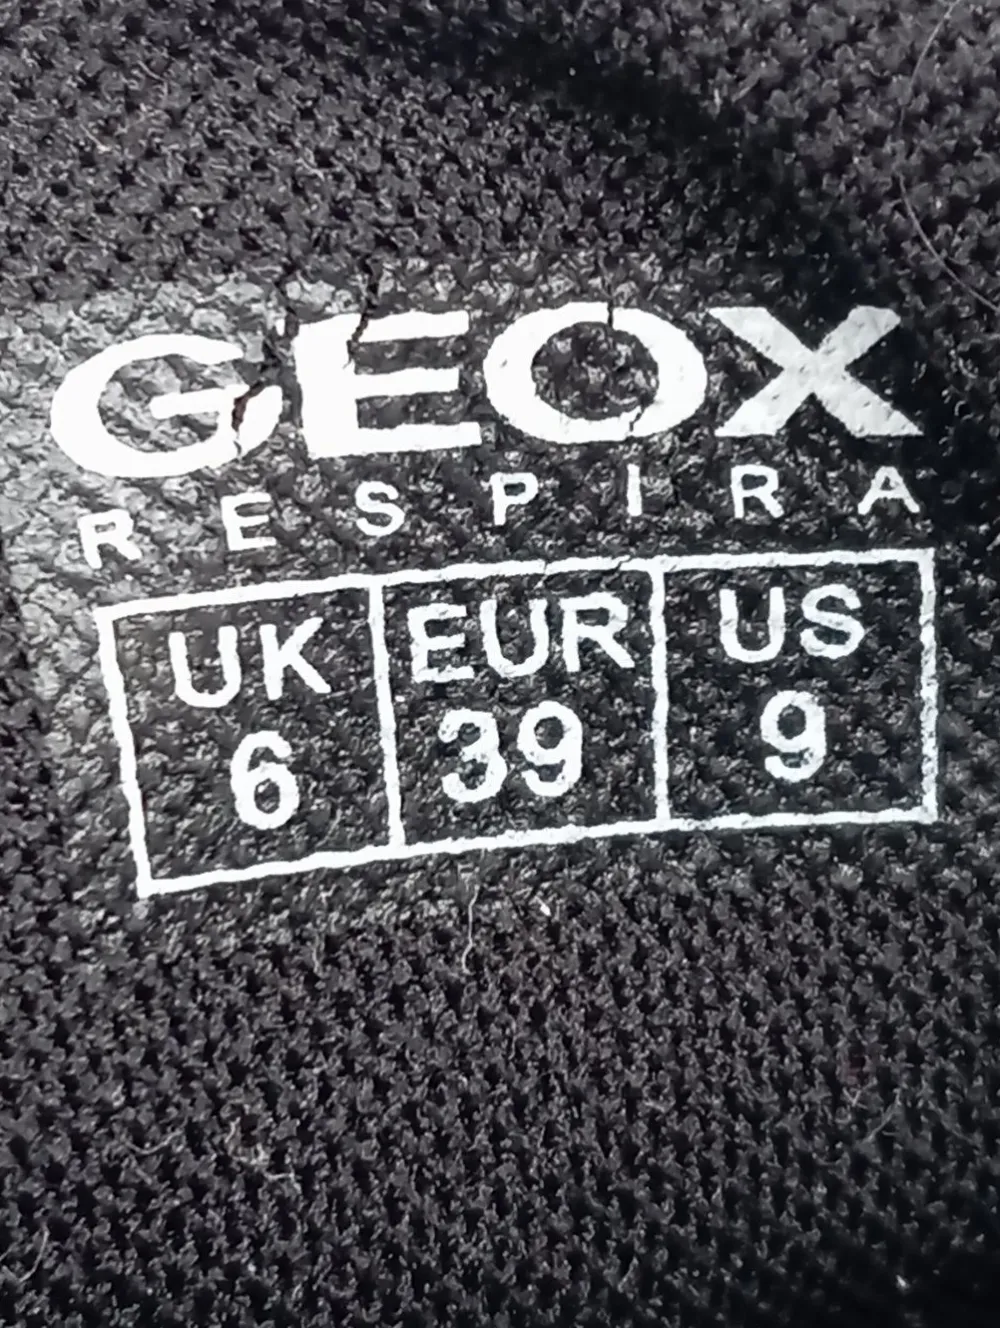 GEOX
RESPIRA
UK EUR US
6 39 9